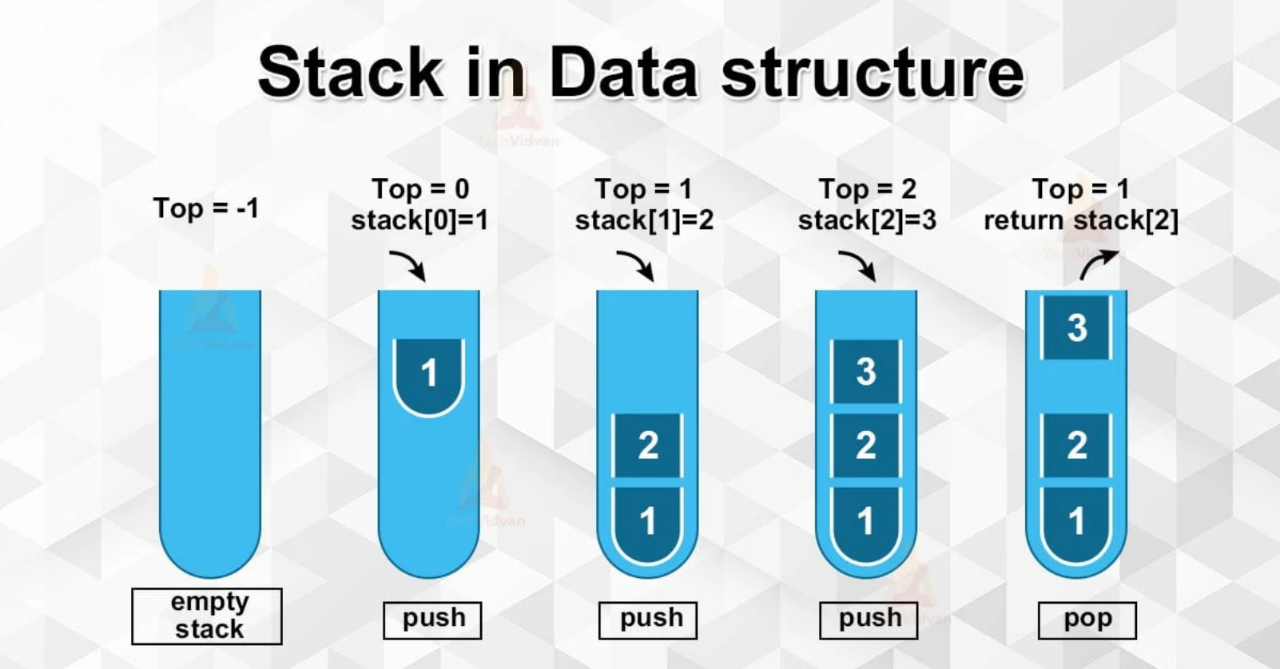 Stack in Data structure
TechVidvan
Top = -1
Top = 0
stack[0]=1
Top = 1
stack[1]=2
Top = 2
stack[2]=3
Top = 1
return stack[2]
1
2
1
3
2
1
3
2
1
empty
stack
push
push
push
pop